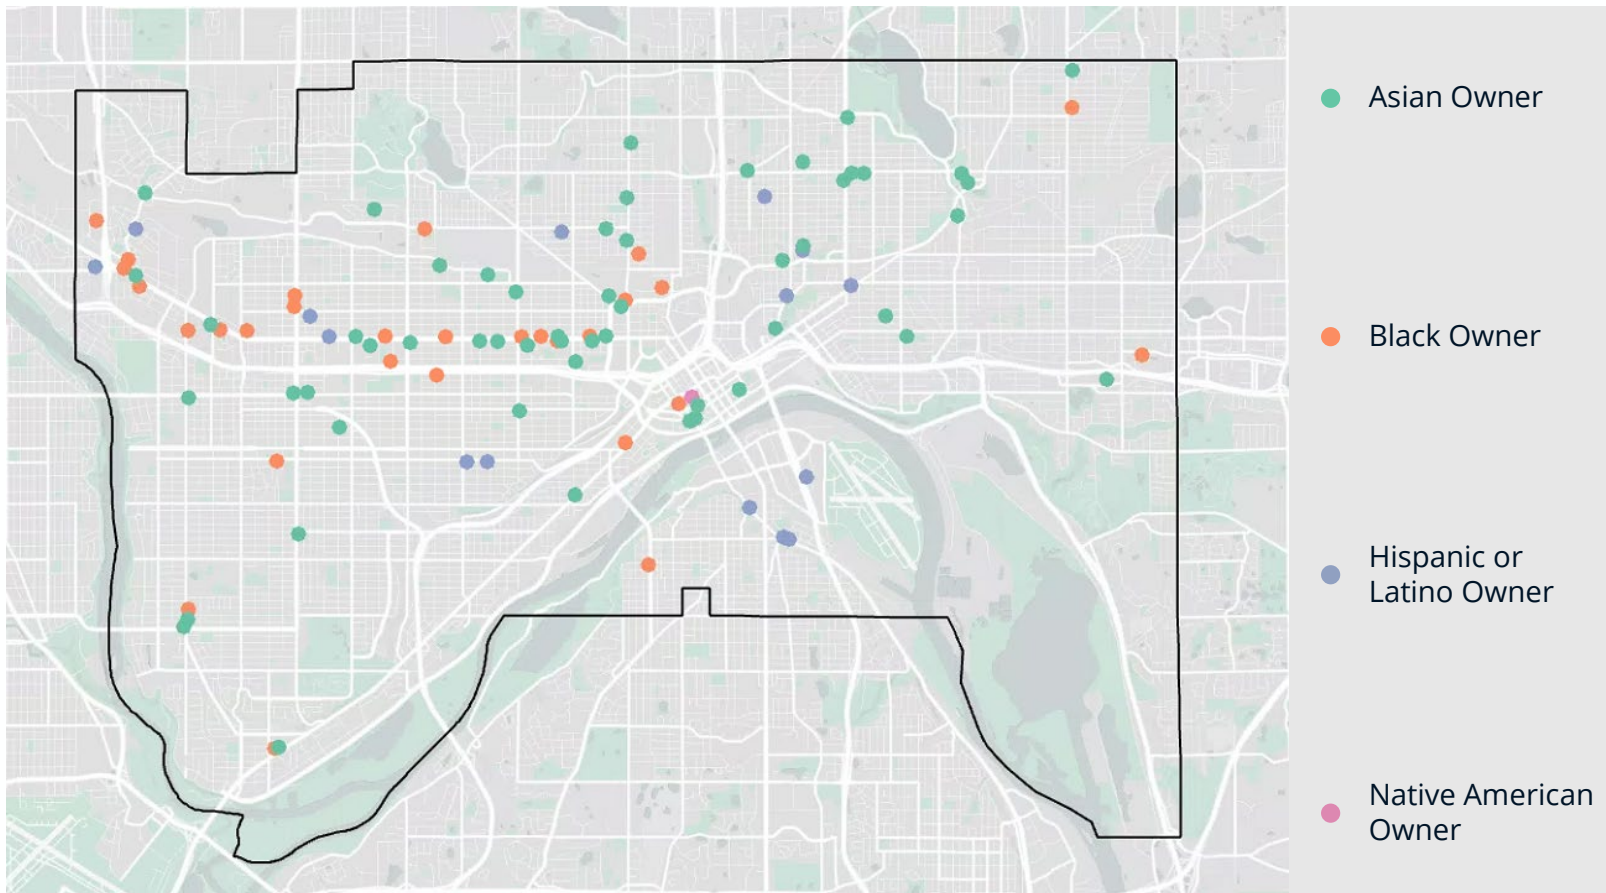 Asian Owner
Black Owner
Hispanic or
Latino Owner
Native American
Owner